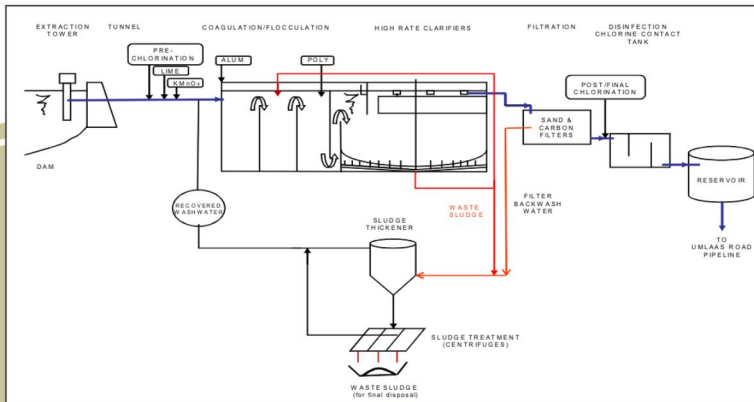 EXTRACTION
TOWER
TUNNEL
COAGULATION/FLOCCULATION
HIGH RATE CLARIFIERS
FILTRATION
DISINFECTION
CHLORINE CONTACT
TANK
PRE-
CHLORINATION
LIME
KMnO4
ALUM
POLY
POST/FINAL
CHLORINATION
SAND &
CARBON
FILTERS
DAM
RESERVOIR
RECOVERED
WASHWATER
WASTE
SLUDGE
FILTER
BACKWASH
WATER
SLUDGE
THICKENER
TO
UMLAAS ROAD
PIPELINE
SLUDGE TREATMENT
(CENTRIFUGES)
WASTE SLUDGE
(for final disposal)